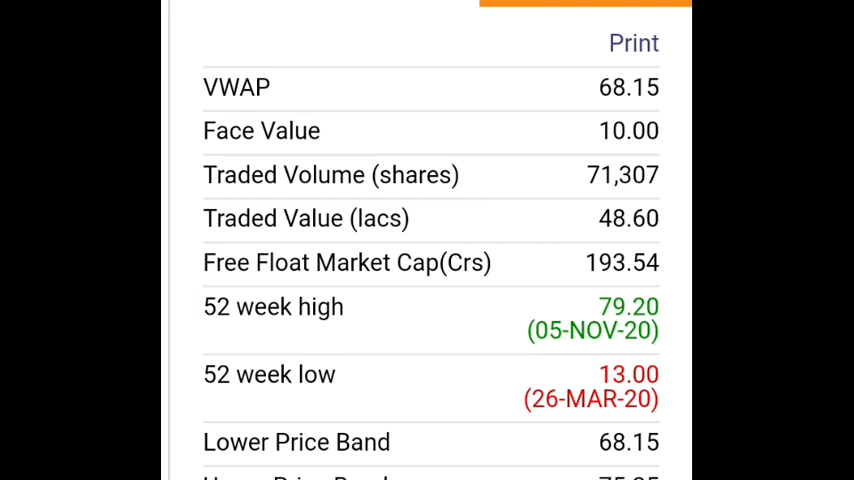 Print
VWAP 68.15
Face Value 10.00
Traded Volume (shares) 71,307
Traded Value (lacs) 48.60
Free Float Market Cap(Crs) 193.54
52 week high 79.20
(05-NOV-20)
52 week low 13.00
(26-MAR-20)
Lower Price Band 68.15